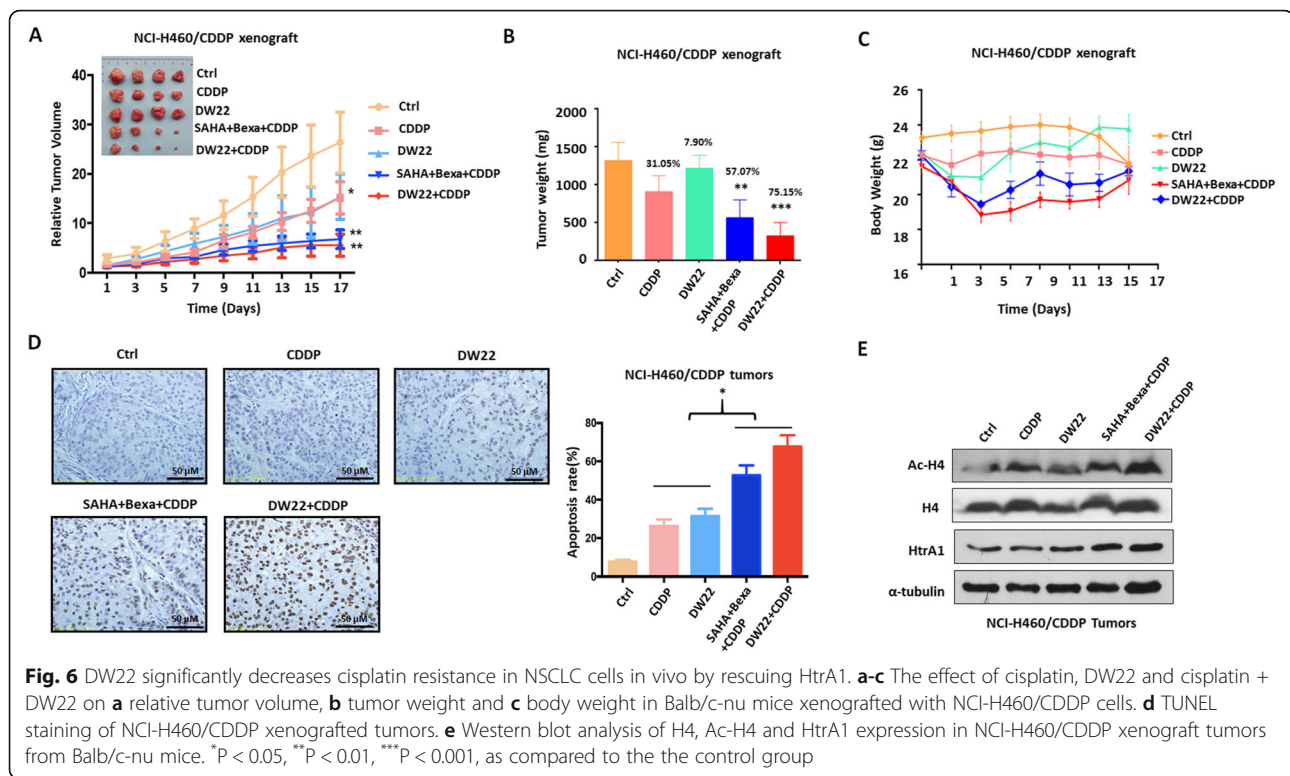 A
NCI-H460/CDDP xenograft
Relative Tumor Volume
40
30
20
10
0
1 3 5 7 9 11 13 15 17
Time (Days)
Ctrl
CDDP
DW22
SAHA+Bexa+CDDP
DW22+CDDP
Ctrl
CDDP
DW22
SAHA+Bexa+CDDP
DW22+CDDP
*
**
**
B
NCI-H460/CDDP xenograft
Tumor weight (mg)
2000
1500
1000
500
0
31.05%
7.90%
57.07%
**
75.15%
***
Ctrl
CDDP
DW22
SAHA+Bexa
+CDDP
DW22+CDDP
C
NCI-H460/CDDP xenograft
Body Weight (g)
26
24
22
20
18
16
1 3 5 7 9 11 13 15 17
Time (Days)
Ctrl
CDDP
DW22
SAHA+Bexa+CDDP
DW22+CDDP
D
Ctrl
CDDP
DW22
50 µM
50 µM
50 µM
SAHA+Bexa+CDDP
DW22+CDDP
50 µM
50 µM
NCI-H460/CDDP tumors
*
Apoptosis rate(%)
80
60
40
20
0
Ctrl
CDDP
DW22
SAHA+Bexa
+CDDP
DW22+CDDP
E
Ctrl
CDDP
DW22
SAHA+Bexa+CDDP
DW22+CDDP
Ac-H4
H4
HtrA1
α-tubulin
NCI-H460/CDDP Tumors
Fig. 6 DW22 significantly decreases cisplatin resistance in NSCLC cells in vivo by rescuing HtrA1. a-c The effect of cisplatin, DW22 and cisplatin +
DW22 on a relative tumor volume, b tumor weight and c body weight in Balb/c-nu mice xenografted with NCI-H460/CDDP cells. d TUNEL
staining of NCI-H460/CDDP xenografted tumors. e Western blot analysis of H4, Ac-H4 and HtrA1 expression in NCI-H460/CDDP xenograft tumors
from Balb/c-nu mice. *P < 0.05, **P < 0.01, ***P < 0.001, as compared to the the control group